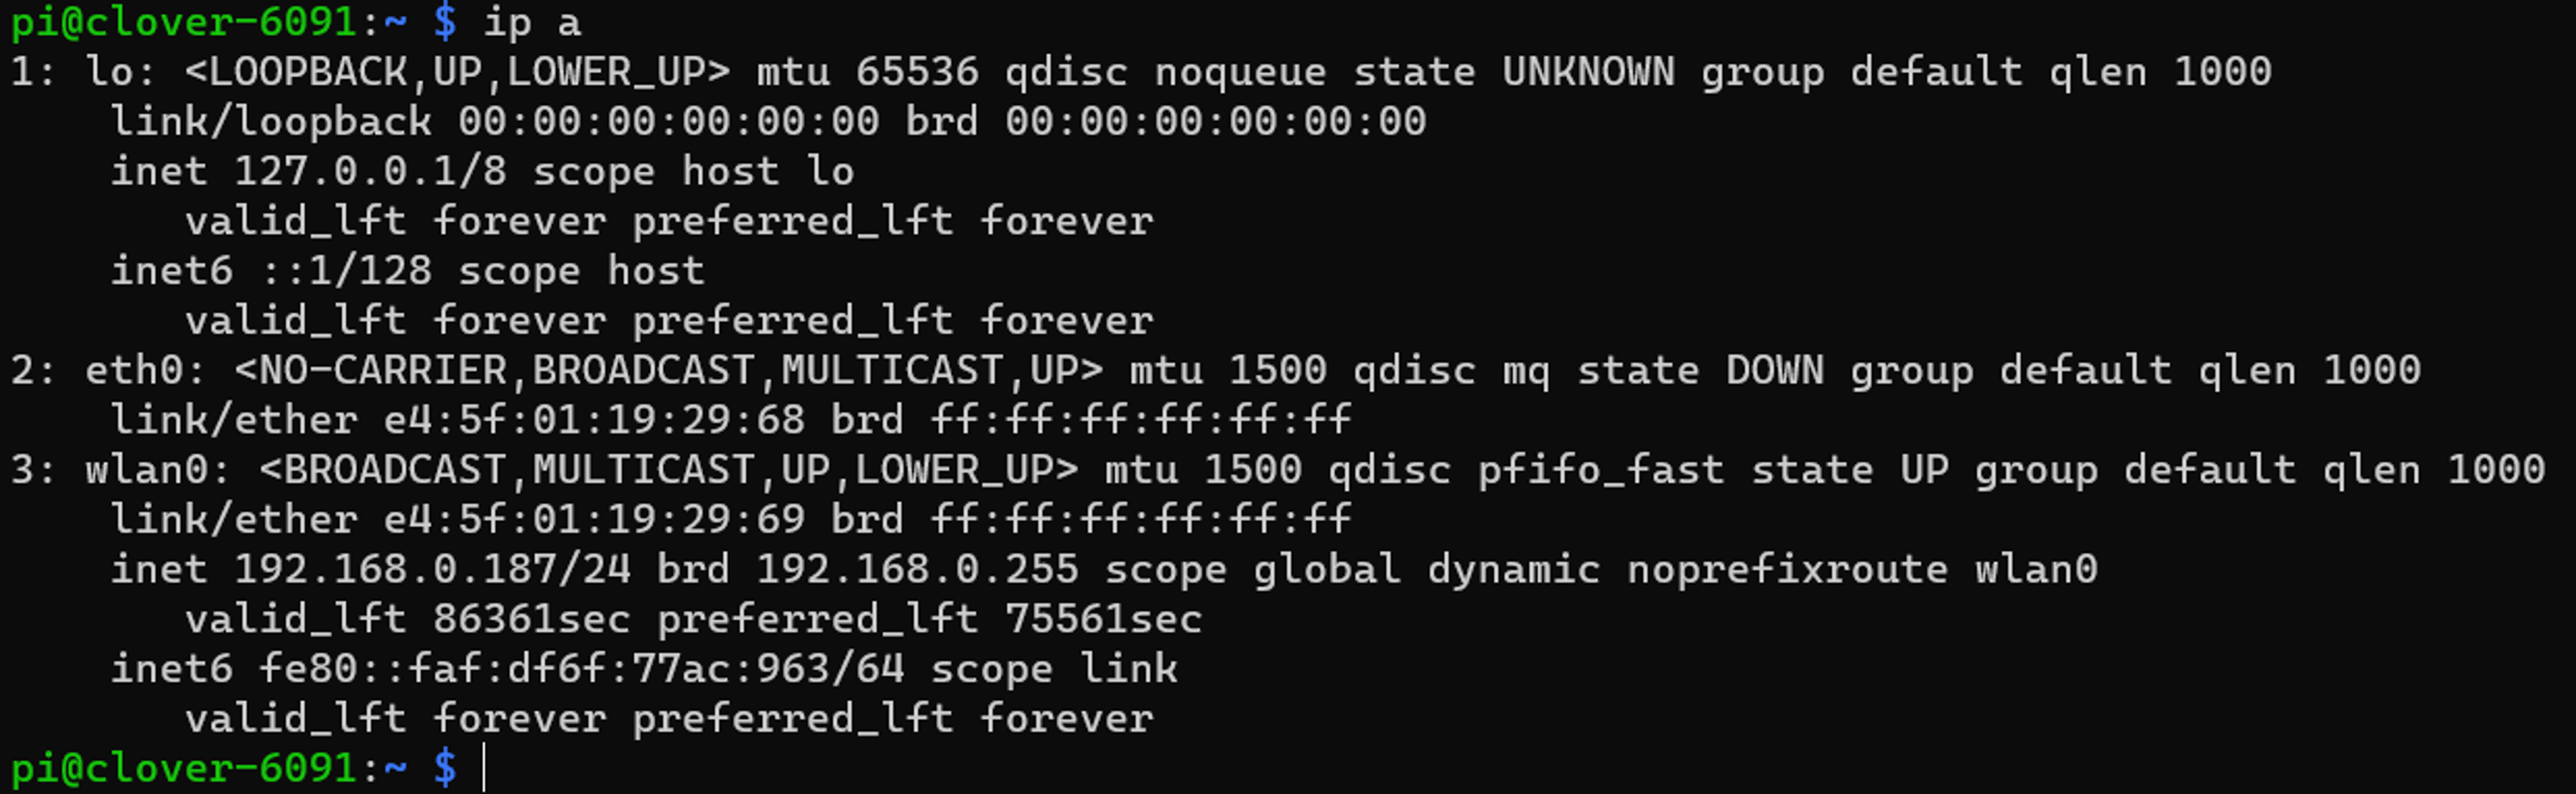 pi@clover-6091:~ $ ip a
1: lo: <LOOPBACK,UP,LOWER_UP> mtu 65536 qdisc noqueue state UNKNOWN group default qlen 1000
    link/loopback 00:00:00:00:00:00 brd 00:00:00:00:00:00
    inet 127.0.0.1/8 scope host lo
       valid_lft forever preferred_lft forever
    inet6 ::1/128 scope host
       valid_lft forever preferred_lft forever
2: eth0: <NO-CARRIER,BROADCAST,MULTICAST,UP> mtu 1500 qdisc mq state DOWN group default qlen 1000
    link/ether e4:5f:01:19:29:68 brd ff:ff:ff:ff:ff:ff
3: wlan0: <BROADCAST,MULTICAST,UP,LOWER_UP> mtu 1500 qdisc pfifo_fast state UP group default qlen 1000
    link/ether e4:5f:01:19:29:69 brd ff:ff:ff:ff:ff:ff
    inet 192.168.0.187/24 brd 192.168.0.255 scope global dynamic noprefixroute wlan0
       valid_lft 86361sec preferred_lft 75561sec
    inet6 fe80::faf:df6f:77ac:963/64 scope link
       valid_lft forever preferred_lft forever
pi@clover-6091:~ $